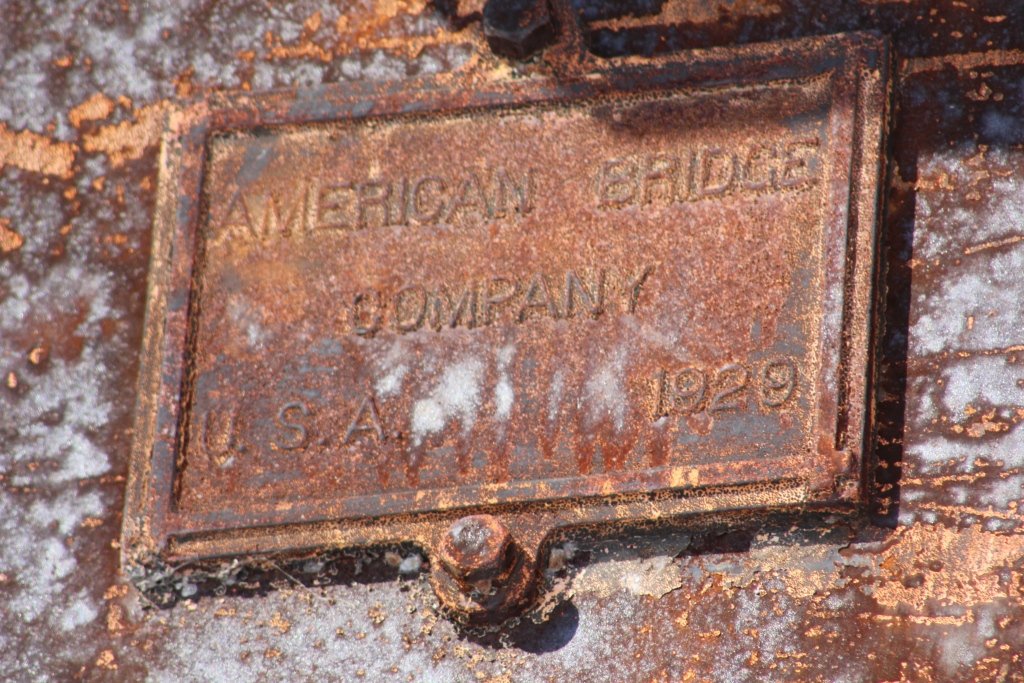 AMERICAN BRIDGE
COMPANY
U.S.A. 1929